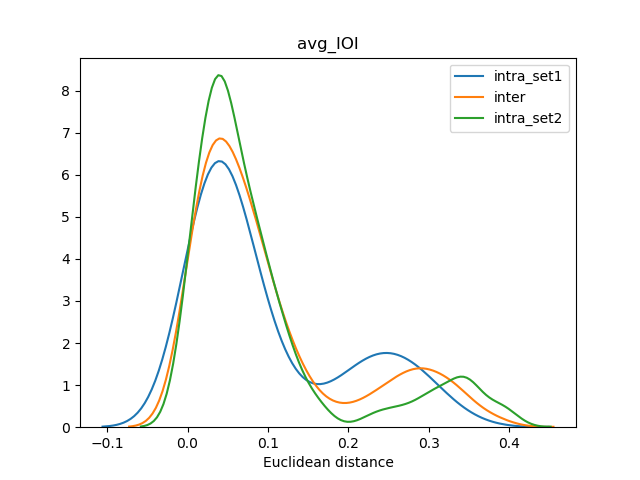 avg_IOI
intra_set1
inter
intra_set2
8
7
6
5
4
3
2
1
0
−0.1 0.0 0.1 0.2 0.3 0.4
Euclidean distance